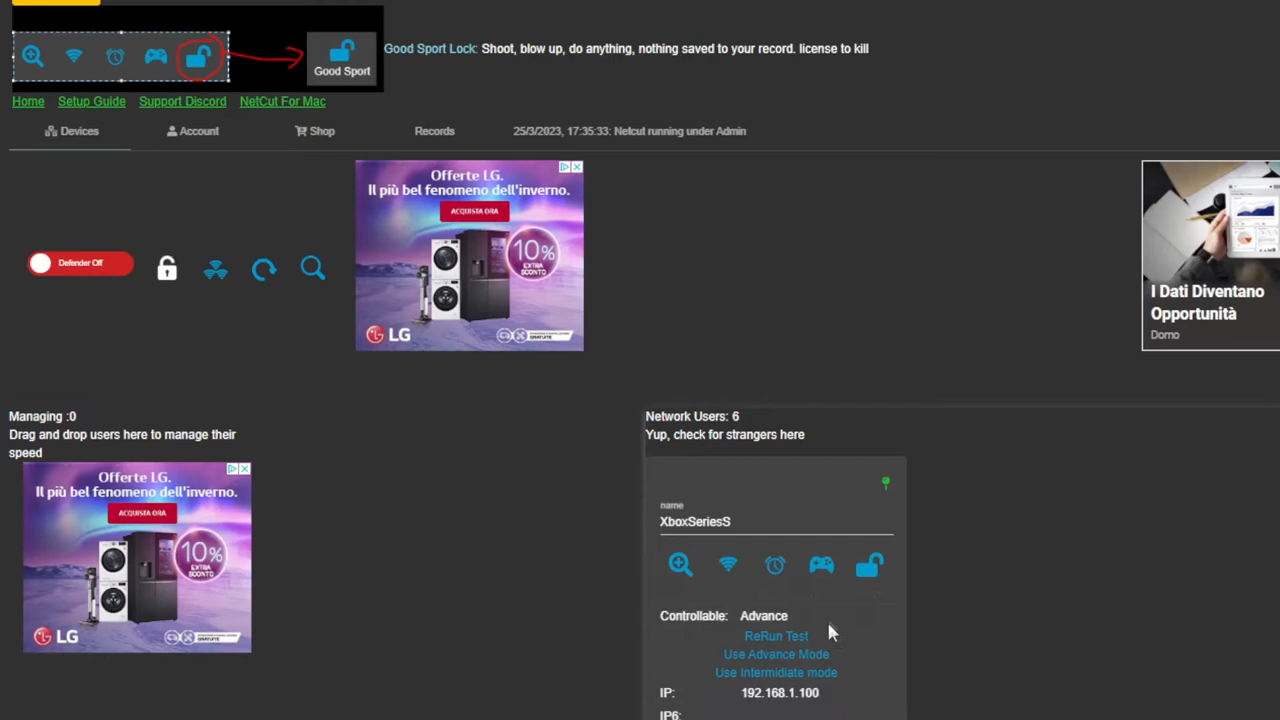 Good Sport
Good Sport Lock: Shoot, blow up, do anything, nothing saved to your record. license to kill
Home Setup Guide Support Discord NetCut For Mac
Devices Account Shop Records 25/3/2023, 17:35:33: Netcut running under Admin
Defender Off
Offerte LG.
Il più bel fenomeno dell'inverno.
ACQUISTA ORA
10%
EXTRA
SCONTO
LG
I Dati Diventano
Opportunità
Domo
Managing :0
Drag and drop users here to manage their
speed
Offerte LG.
Il più bel fenomeno dell'inverno.
ACQUISTA ORA
10%
EXTRA
SCONTO
LG
Network Users: 6
Yup, check for strangers here
name
XboxSeriesS
Controllable: Advance
ReRun Test
Use Advance Mode
Use Intermidiate mode
IP: 192.168.1.100
IP6: